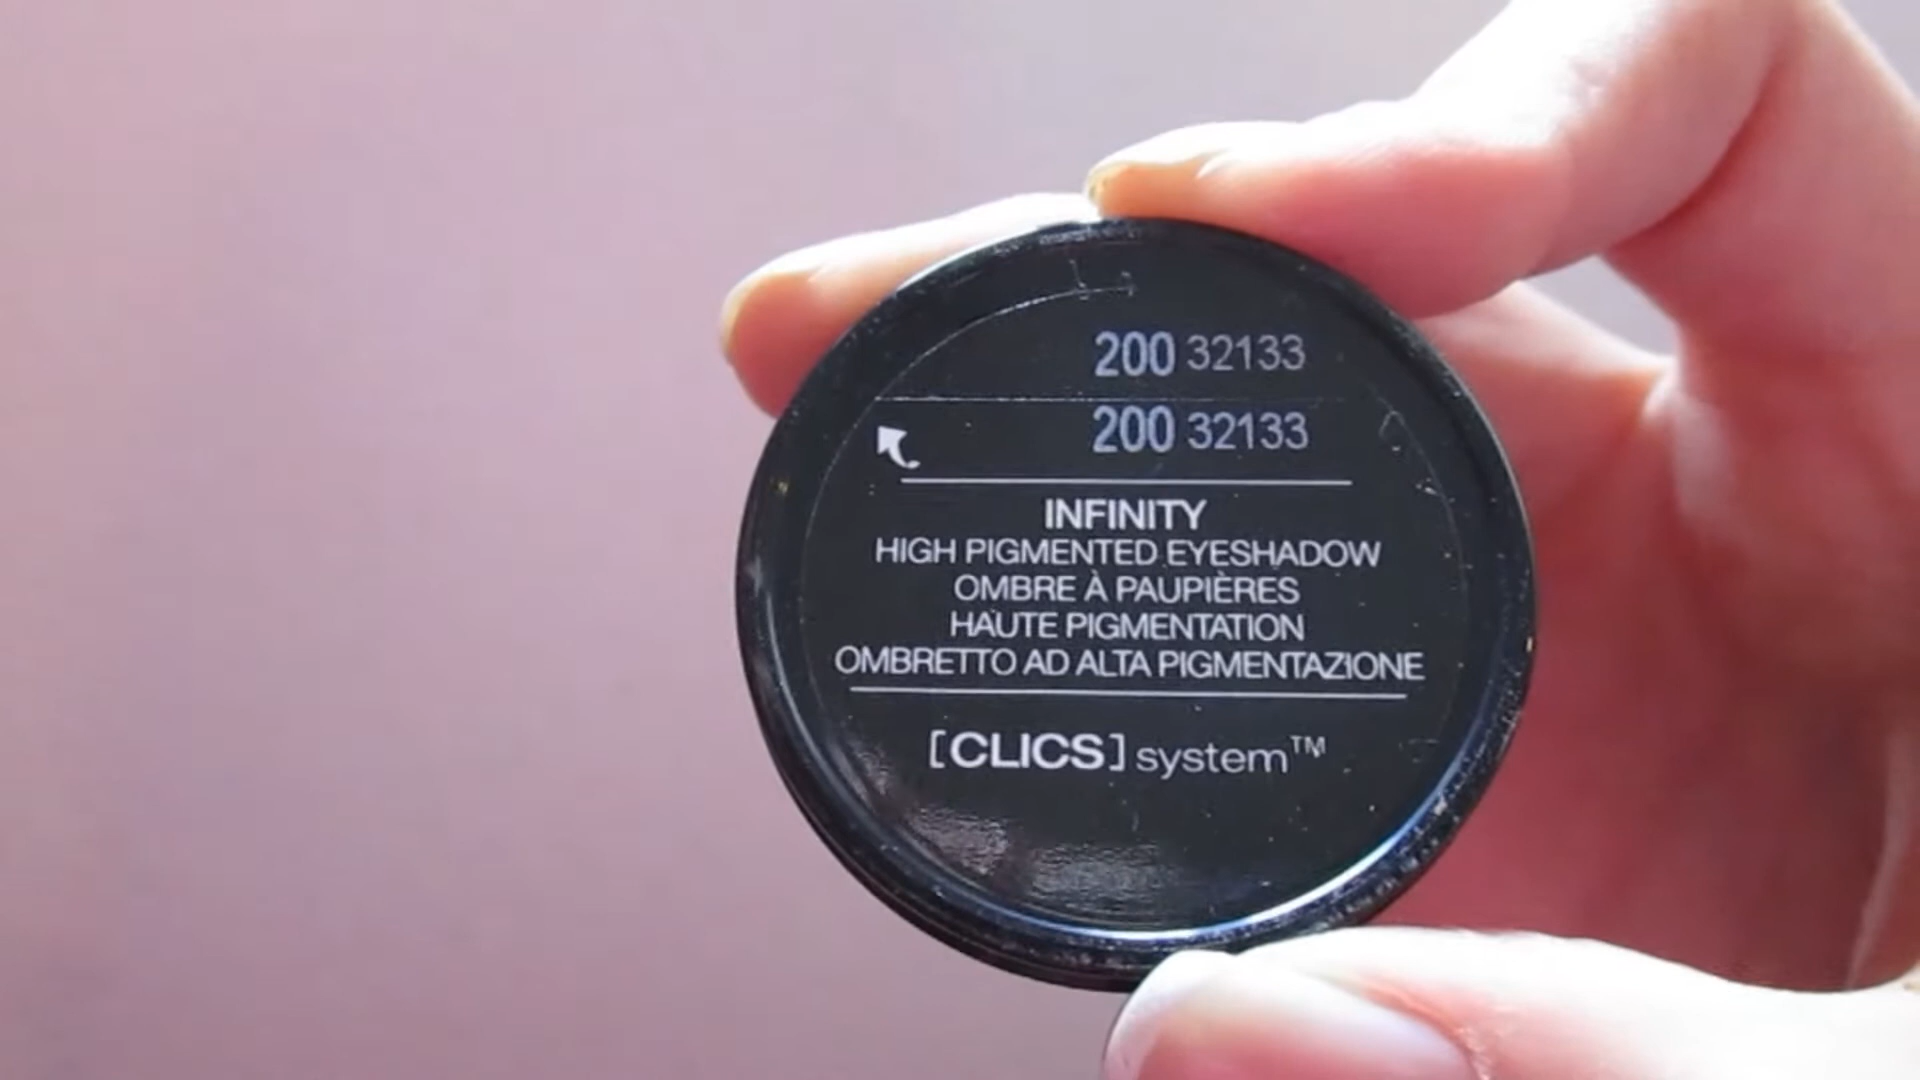 200 32133
200 32133
INFINITY
HIGH PIGMENTED EYESHADOW
OMBRE À PAUPIÈRES
HAUTE PIGMENTATION
OMBRETTO AD ALTA PIGMENTAZIONE
[CLICS] system™